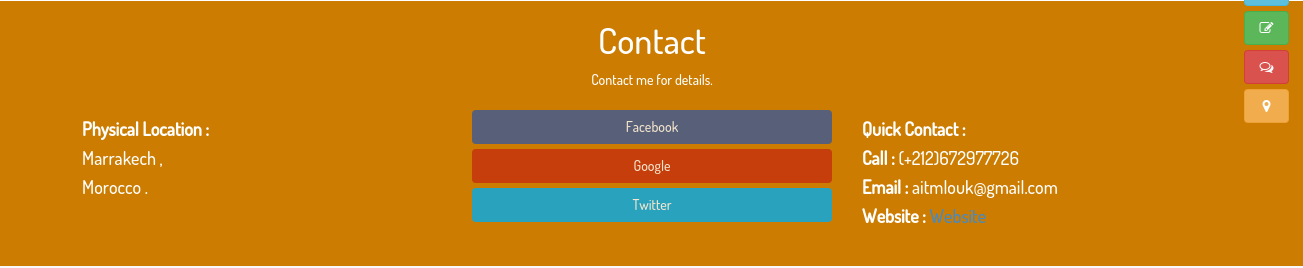 Contact
Contact me for details.
Physical Location :
Marrakech ,
Morocco .
Facebook
Google
Twitter
Quick Contact :
Call : (+212)672977726
Email : aitmlouk@gmail.com
Website : Website